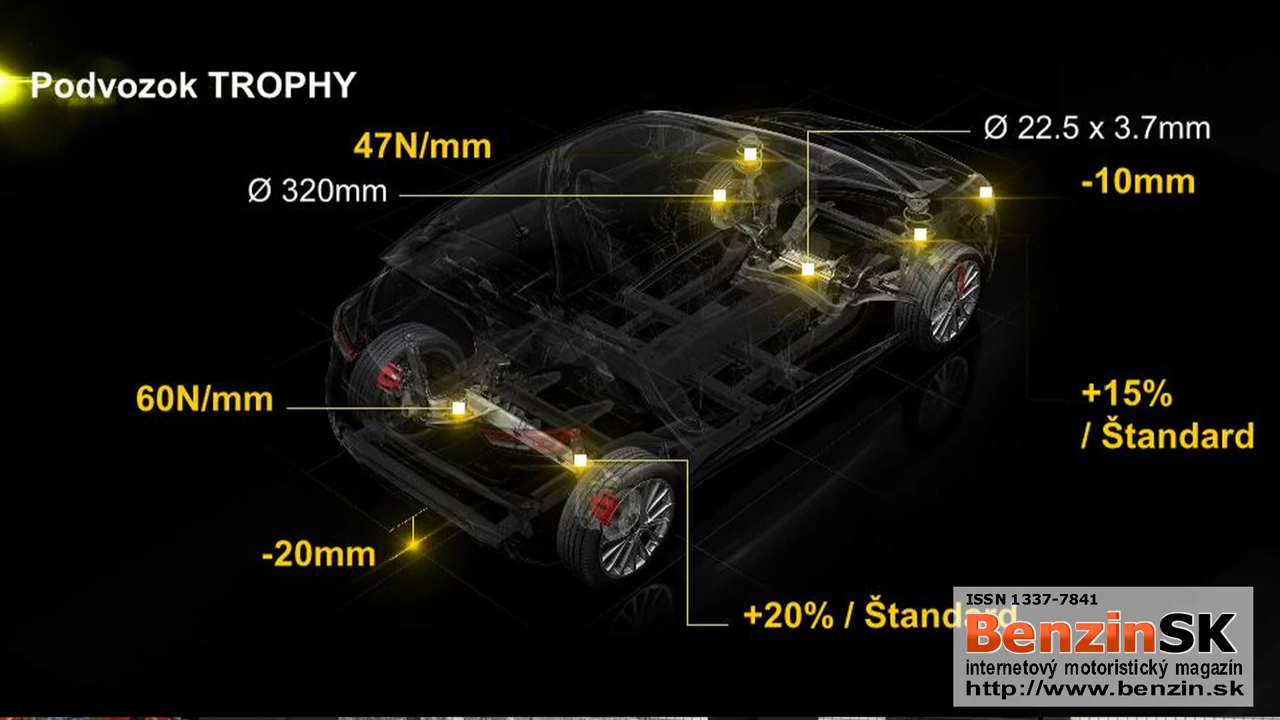 Podvozok TROPHY
47N/mm
Ø 320mm
Ø 22.5 x 3.7mm
-10mm
60N/mm
+15%
/ Štandard
-20mm
+20% / Štandard
ISSN 1337-7841
BenzinSK
internetový motoristický magazín
http://www.benzin.sk